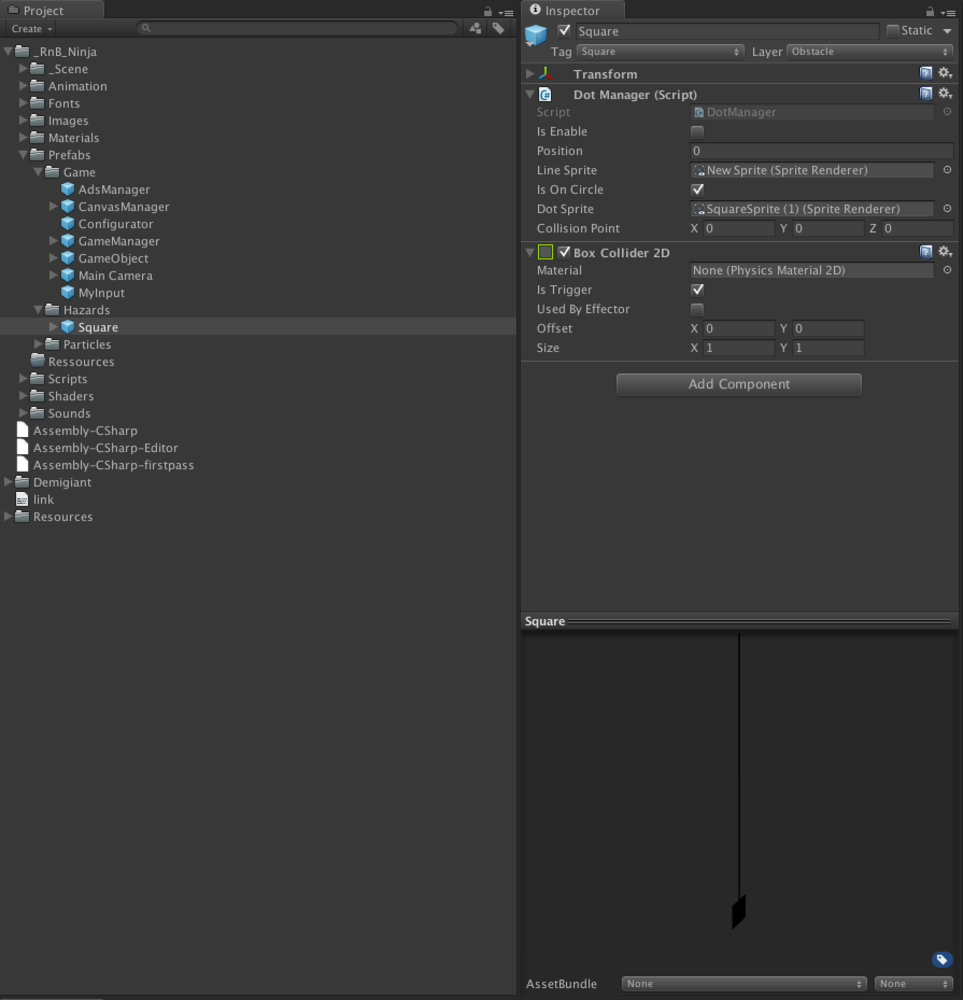 Project
Create
_RnB_Ninja
_Scene
Animation
Fonts
Images
Materials
Prefabs
Game
AdsManager
CanvasManager
Configurator
GameManager
GameObject
Main Camera
MyInput
Hazards
Square
Particles
Ressources
Scripts
Shaders
Sounds
Assembly-CSharp
Assembly-CSharp-Editor
Assembly-CSharp-firstpass
Demigiant
link
Resources
Inspector
Square Static
Tag Square Layer Obstacle
Transform
Dot Manager (Script)
Script DotManager
Is Enable
Position 0
Line Sprite New Sprite (Sprite Renderer)
Is On Circle
Dot Sprite SquareSprite (1) (Sprite Renderer)
Collision Point X 0 Y 0 Z 0
Box Collider 2D
Material None (Physics Material 2D)
Is Trigger
Used By Effector
Offset X 0 Y 0
Size X 1 Y 1
Add Component
Square
AssetBundle None None